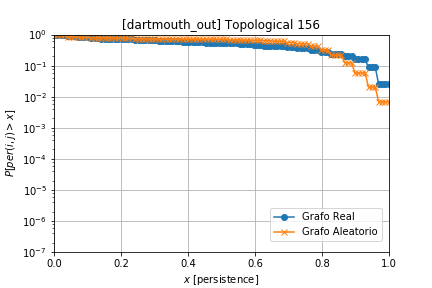 [dartmouth_out] Topological 156
P[per(i, j) > x]
10^0
10^-1
10^-2
10^-3
10^-4
10^-5
10^-6
10^-7
Grafo Real
Grafo Aleatorio
0.0 0.2 0.4 0.6 0.8 1.0
x [persistence]